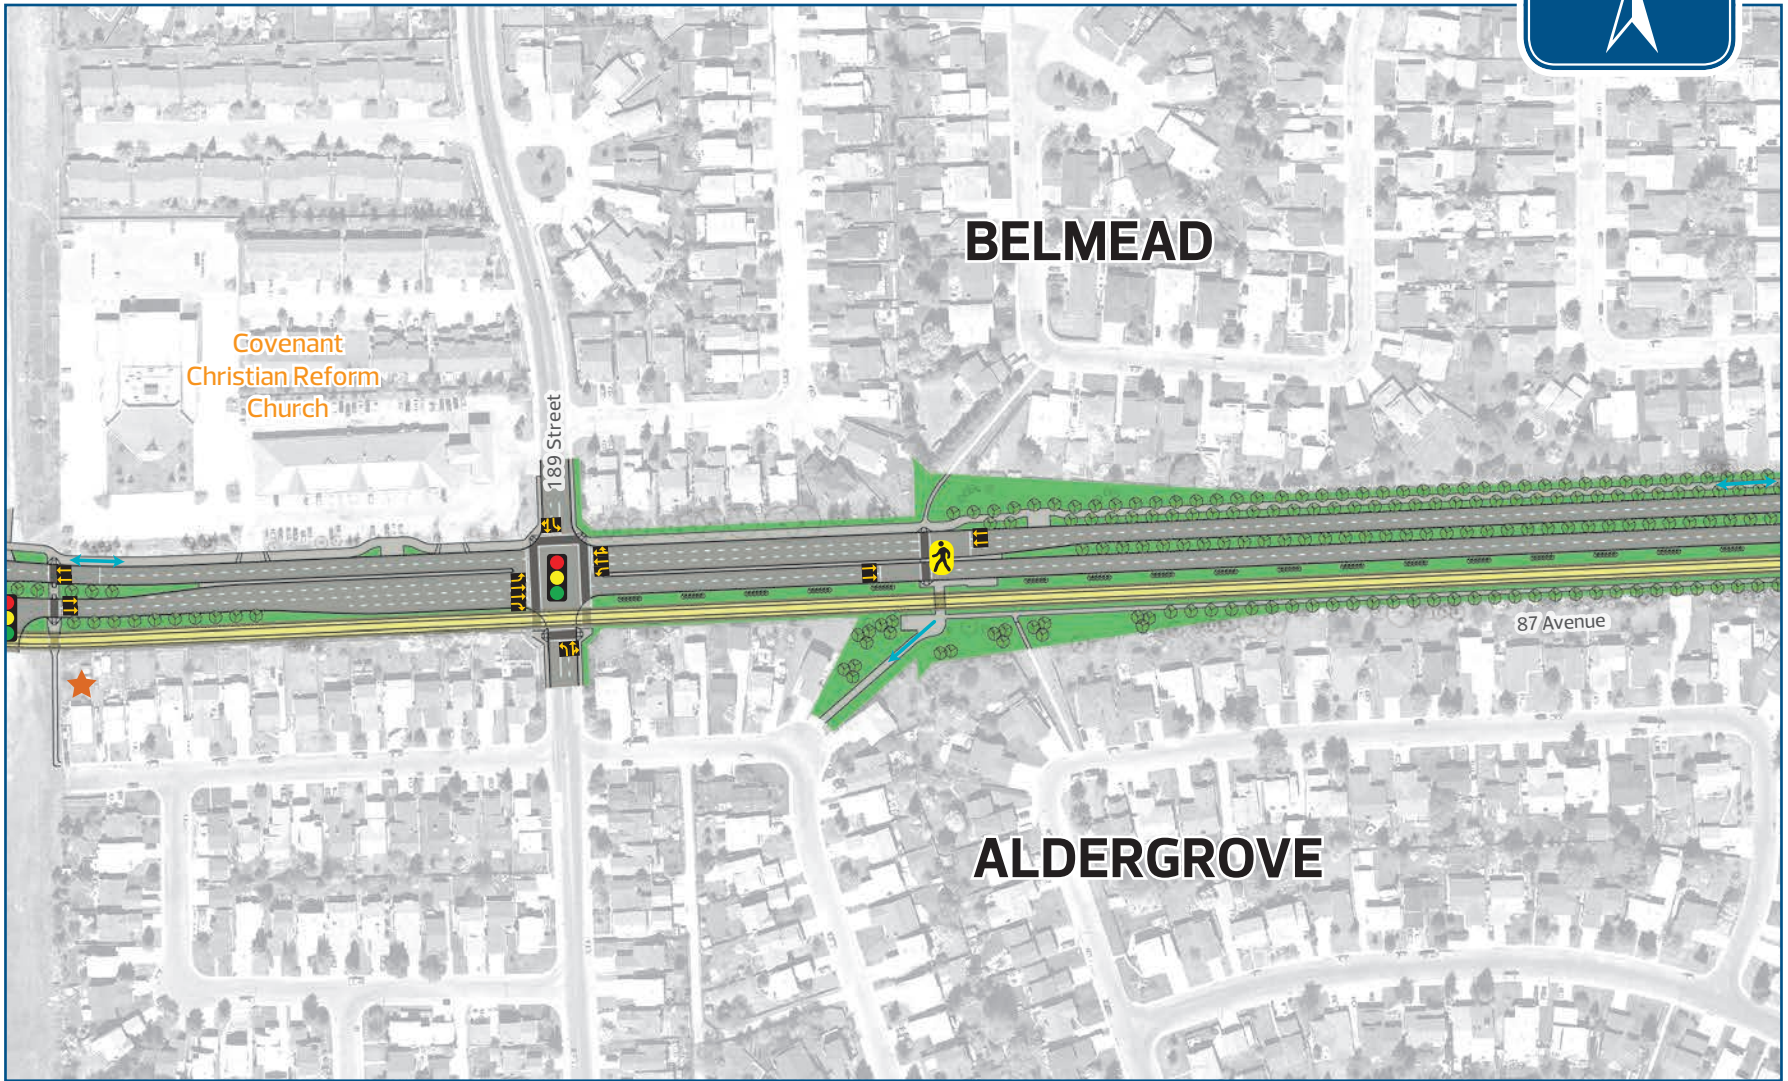 BELMEAD
Covenant
Christian Reform
Church
189 Street
87 Avenue
ALDERGROVE